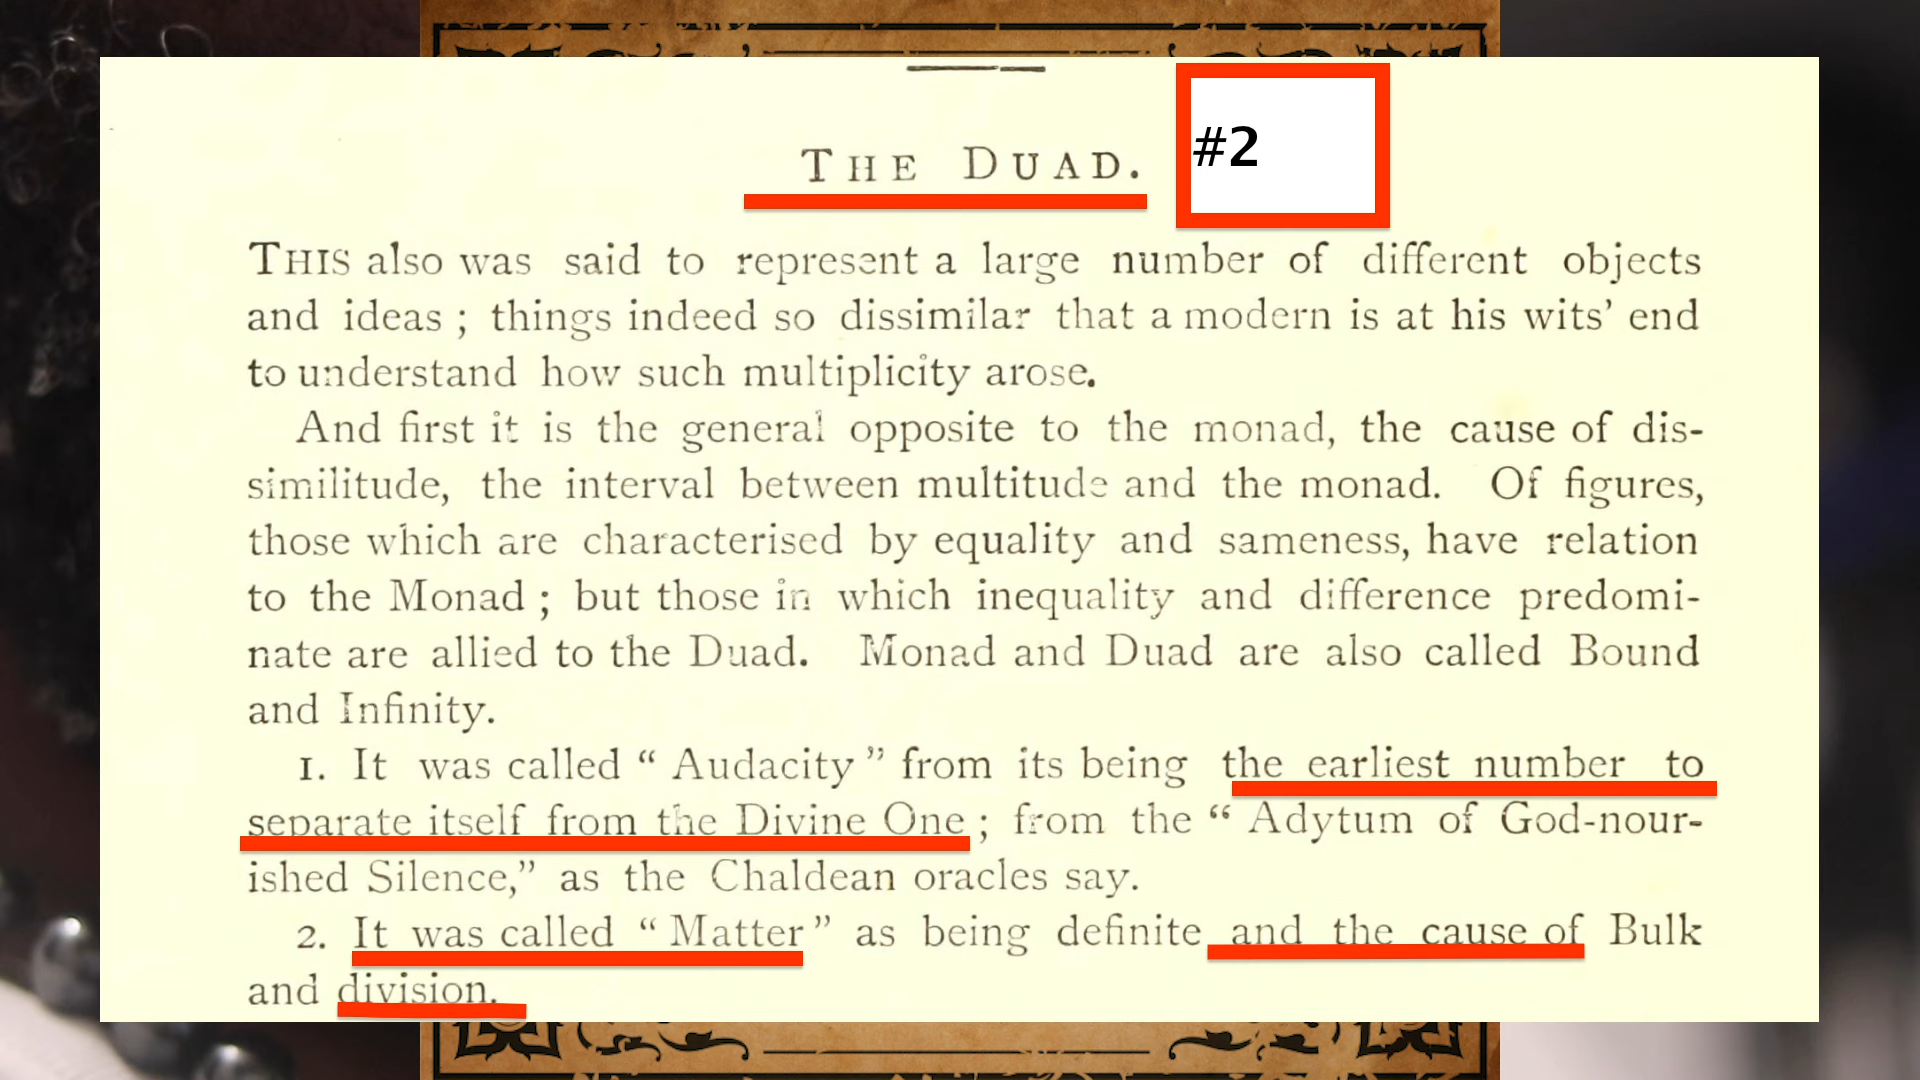 THE DUAD.
#2
THIS also was said to represent a large number of different objects
and ideas ; things indeed so dissimilar that a modern is at his wits’ end
to understand how such multiplicity arose.
And first it is the general opposite to the monad, the cause of dis-
similitude, the interval between multitude and the monad. Of figures,
those which are characterised by equality and sameness, have relation
to the Monad ; but those in which inequality and difference predomi-
nate are allied to the Duad. Monad and Duad are also called Bound
and Infinity.
1. It was called “ Audacity ” from its being the earliest number to
separate itself from the Divine One ; from the “ Adytum of God-nour-
ished Silence,” as the Chaldean oracles say.
2. It was called “ Matter ” as being definite and the cause of Bulk
and division.